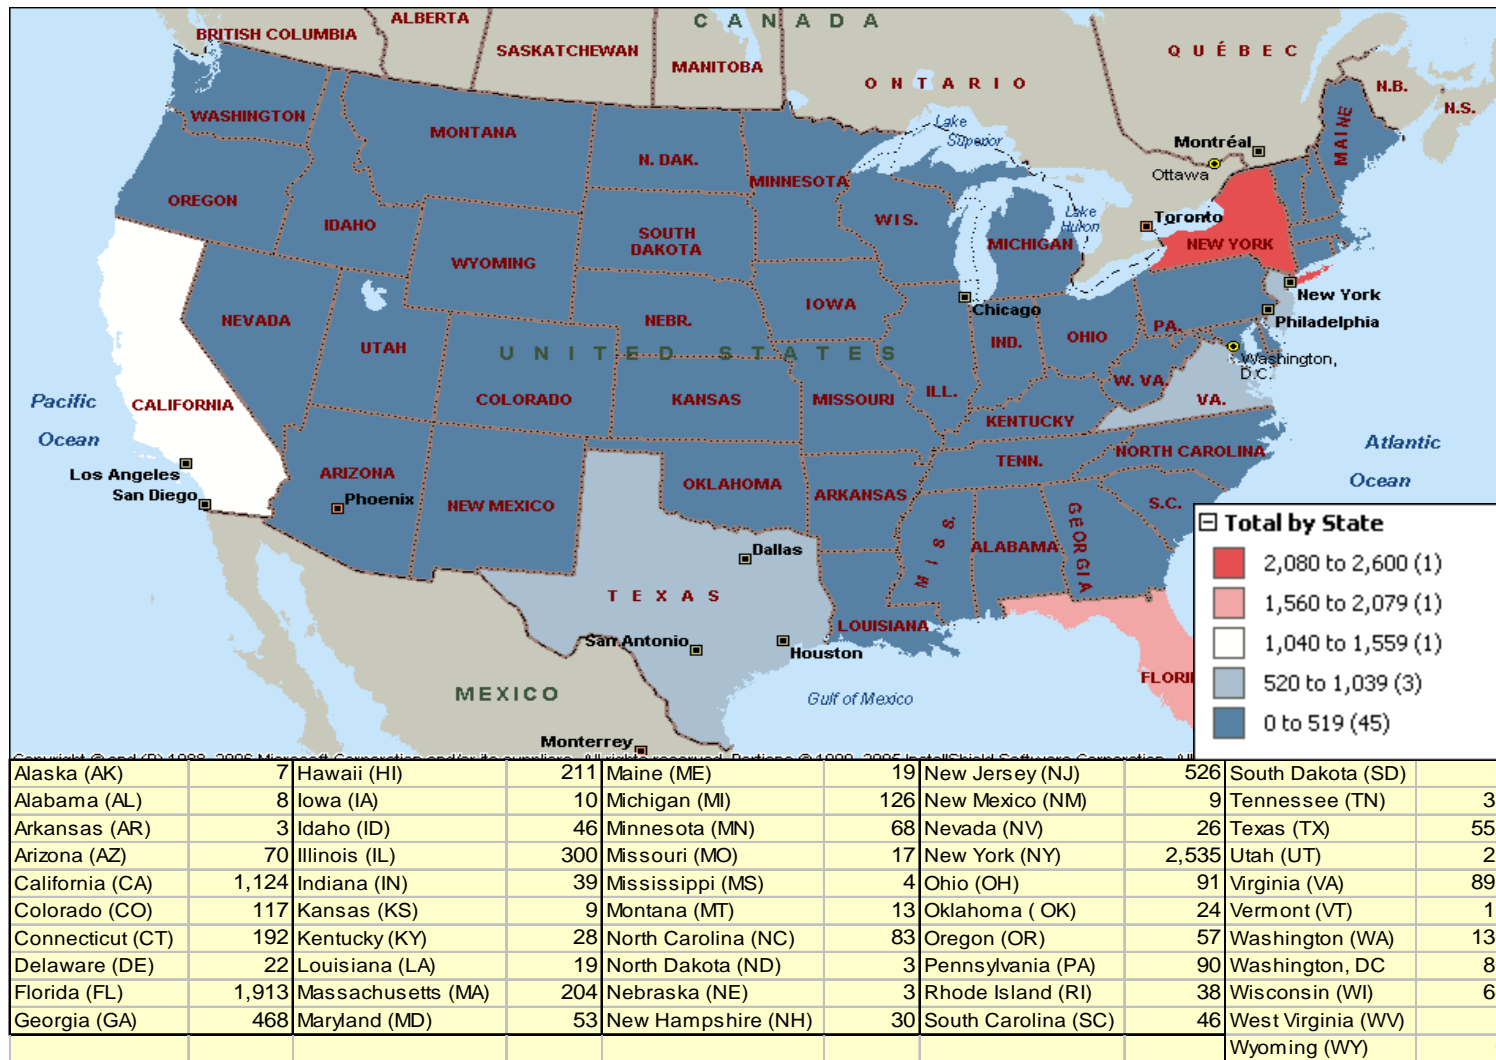 C A N A D A
ALBERTA
BRITISH COLUMBIA
SASKATCHEWAN
MANITOBA
O N T A R I O
Q U É B E C
N.B.
N.S.
WASHINGTON
MONTANA
N. DAK.
MINNESOTA
Lake
Superior
Montréal
Ottawa
MAINE
OREGON
IDAHO
SOUTH
DAKOTA
WIS.
MICHIGAN
Lake
Huron
Toronto
NEW YORK
WYOMING
NEVADA
UTAH
NEBR.
IOWA
Chicago
IND.
OHIO
PA.
New York
Philadelphia
U N I T E D S T A T E S
Washington,
D.C.
Pacific
Ocean
CALIFORNIA
COLORADO
KANSAS
MISSOURI
ILL.
W. VA.
VA.
KENTUCKY
Los Angeles
San Diego
ARIZONA
Phoenix
NEW MEXICO
OKLAHOMA
ARKANSAS
TENN.
NORTH CAROLINA
S.C.
Atlantic
Ocean
Dallas
T E X A S
MISS.
ALABAMA
GEORGIA
LOUISIANA
San Antonio
Houston
FLORI
MEXICO
Gulf of Mexico
Monterrey
Total by State
2,080 to 2,600 (1)
1,560 to 2,079 (1)
1,040 to 1,559 (1)
520 to 1,039 (3)
0 to 519 (45)
Alaska (AK) 7 Hawaii (HI) 211 Maine (ME) 19 New Jersey (NJ) 526 South Dakota (SD)
Alabama (AL) 8 Iowa (IA) 10 Michigan (MI) 126 New Mexico (NM) 9 Tennessee (TN) 3
Arkansas (AR) 3 Idaho (ID) 46 Minnesota (MN) 68 Nevada (NV) 26 Texas (TX) 55
Arizona (AZ) 70 Illinois (IL) 300 Missouri (MO) 17 New York (NY) 2,535 Utah (UT) 2
California (CA) 1,124 Indiana (IN) 39 Mississippi (MS) 4 Ohio (OH) 91 Virginia (VA) 89
Colorado (CO) 117 Kansas (KS) 9 Montana (MT) 13 Oklahoma ( OK) 24 Vermont (VT) 1
Connecticut (CT) 192 Kentucky (KY) 28 North Carolina (NC) 83 Oregon (OR) 57 Washington (WA) 13
Delaware (DE) 22 Louisiana (LA) 19 North Dakota (ND) 3 Pennsylvania (PA) 90 Washington, DC 8
Florida (FL) 1,913 Massachusetts (MA) 204 Nebraska (NE) 3 Rhode Island (RI) 38 Wisconsin (WI) 6
Georgia (GA) 468 Maryland (MD) 53 New Hampshire (NH) 30 South Carolina (SC) 46 West Virginia (WV)
Wyoming (WY)